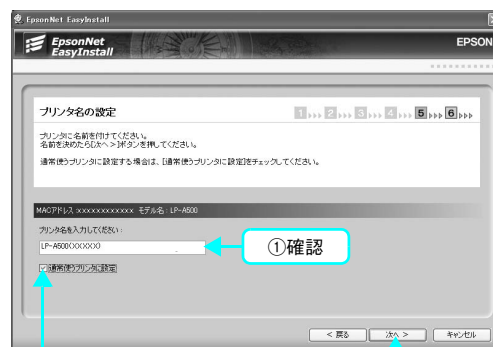 EpsonNet EasyInstall
EpsonNet
EasyInstall
EPSON
プリンタ名の設定
1 2 3 4 5 6
プリンタに名前を付けてください。
名前を決めたら[次へ >]ボタンを押してください。
通常使うプリンタに設定する場合は、[通常使うプリンタに設定]をチェックしてください。
MACアドレス:xxxxxxxxxxxx モデル名:LP-A500
プリンタ名を入力してください:
LP-A500(XXXXXX)
①確認
通常使うプリンタに設定
< 戻る 次へ > キャンセル